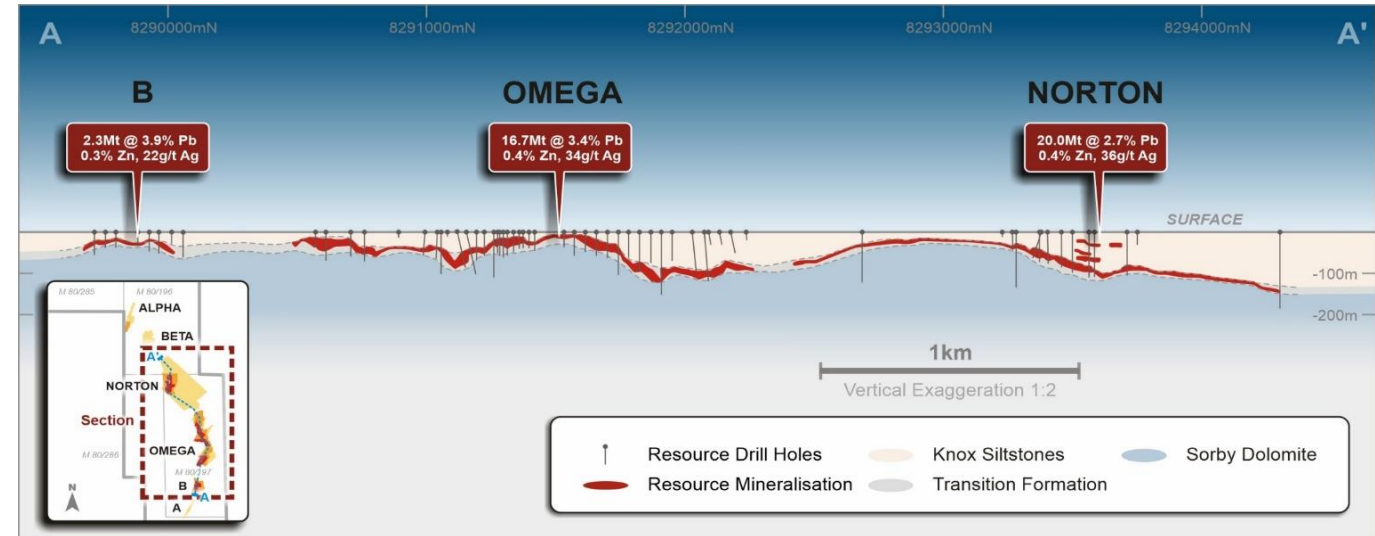 A
8290000mN
8291000mN
8292000mN
8293000mN
8294000mN
A'
B
OMEGA
NORTON
2.3Mt @ 3.9% Pb
0.3% Zn, 22g/t Ag
16.7Mt @ 3.4% Pb
0.4% Zn, 34g/t Ag
20.0Mt @ 2.7% Pb
0.4% Zn, 36g/t Ag
SURFACE
-100m
-200m
1km
Vertical Exaggeration 1:2
M 80/285
M 80/196
ALPHA
BETA
A'
NORTON
Section
OMEGA
M 80/286
M 80/197
B
A
A
N
Resource Drill Holes
Knox Siltstones
Sorby Dolomite
Resource Mineralisation
Transition Formation